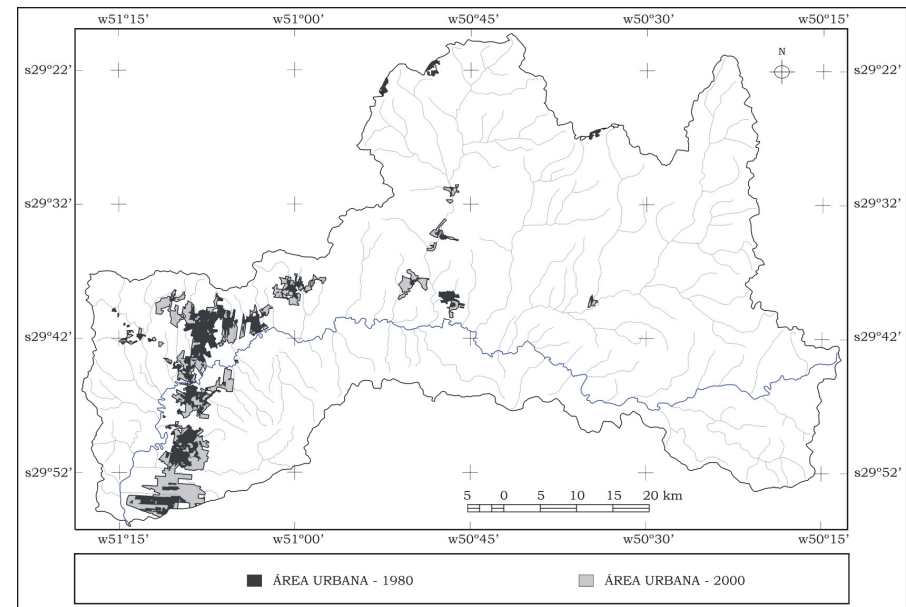 w51°15' w51°00' w50°45' w50°30' w50°15'
N
s29°22' s29°22'
s29°32' s29°32'
s29°42' s29°42'
s29°52' s29°52'
5 0 5 10 15 20 km
w51°15' w51°00' w50°45' w50°30' w50°15'
ÁREA URBANA - 1980 ÁREA URBANA - 2000